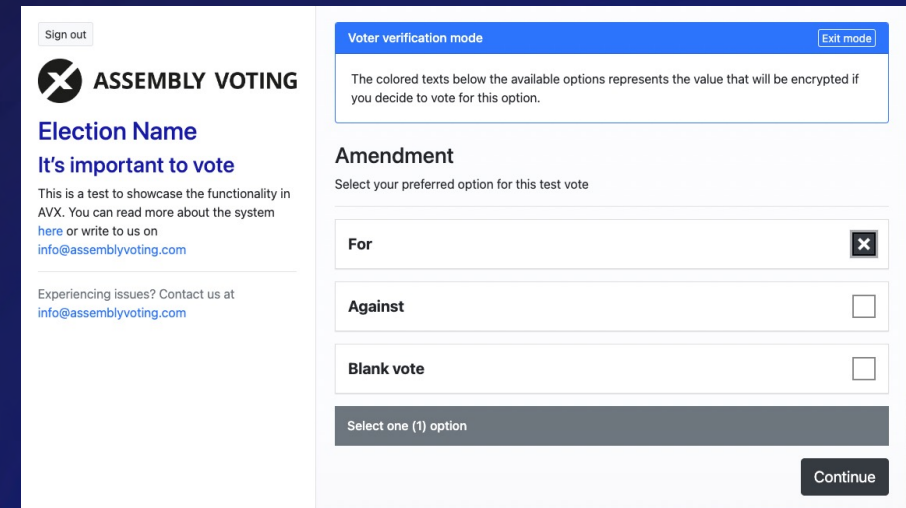 Sign out
ASSEMBLY VOTING
Election Name
It's important to vote
This is a test to showcase the functionality in
AVX. You can read more about the system
here or write to us on
info@assemblyvoting.com
Experiencing issues? Contact us at
info@assemblyvoting.com
Voter verification mode
Exit mode
The colored texts below the available options represents the value that will be encrypted if
you decide to vote for this option.
Amendment
Select your preferred option for this test vote
For
Against
Blank vote
Select one (1) option
Continue